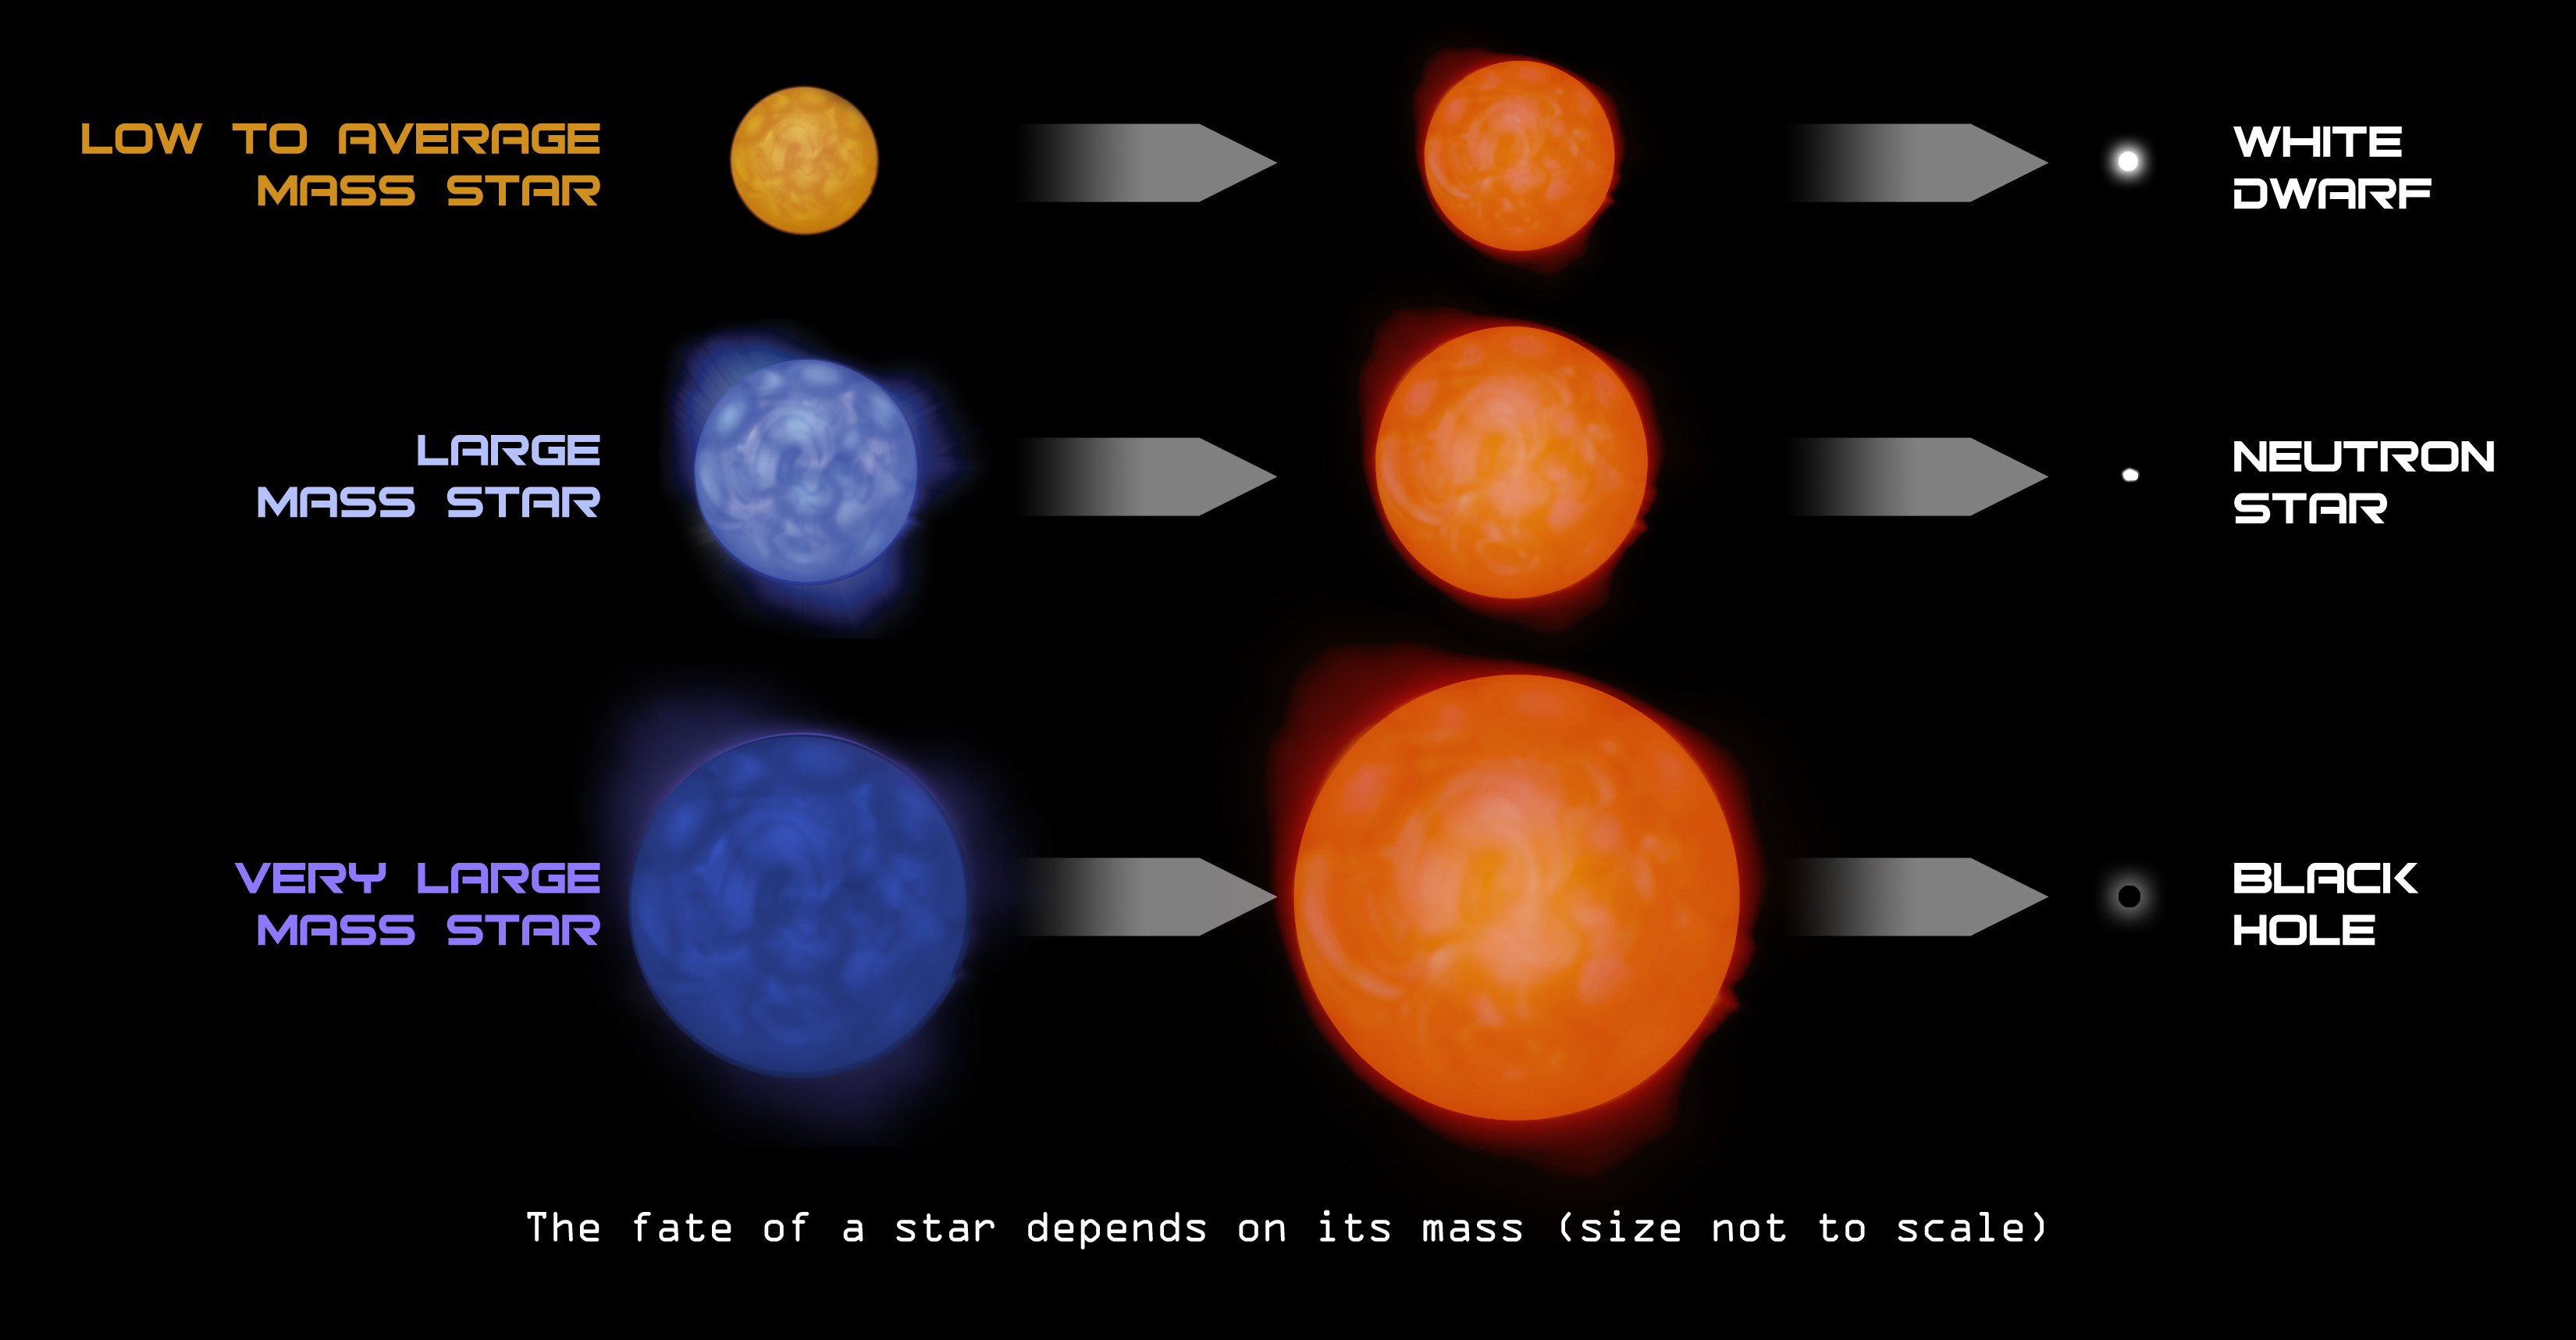 LOW TO AVERAGE
MASS STAR
WHITE
DWARF
LARGE
MASS STAR
NEUTRON
STAR
VERY LARGE
MASS STAR
BLACK
HOLE
The fate of a star depends on its mass (size not to scale)